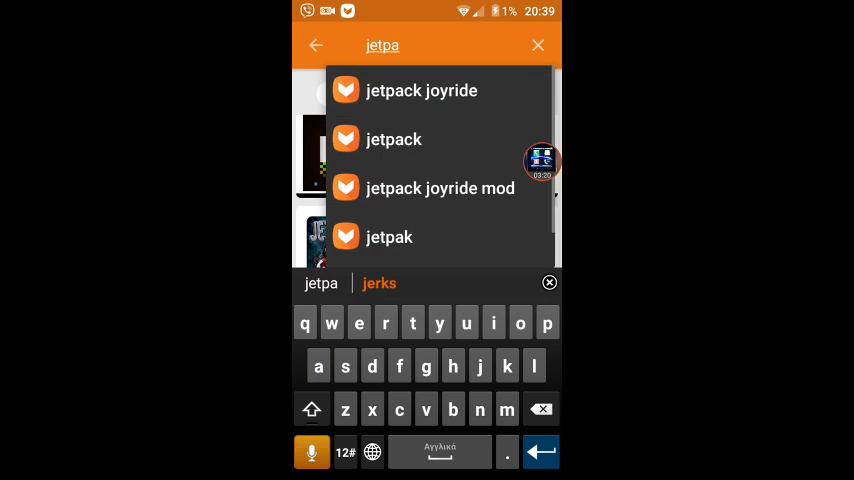 1% 20:39
jetpa
jetpack joyride
jetpack
03:20
jetpack joyride mod
jetpak
jetpa jerks
q w e r t y u i o p
a s d f g h j k l
z x c v b n m
12# Αγγλικά .